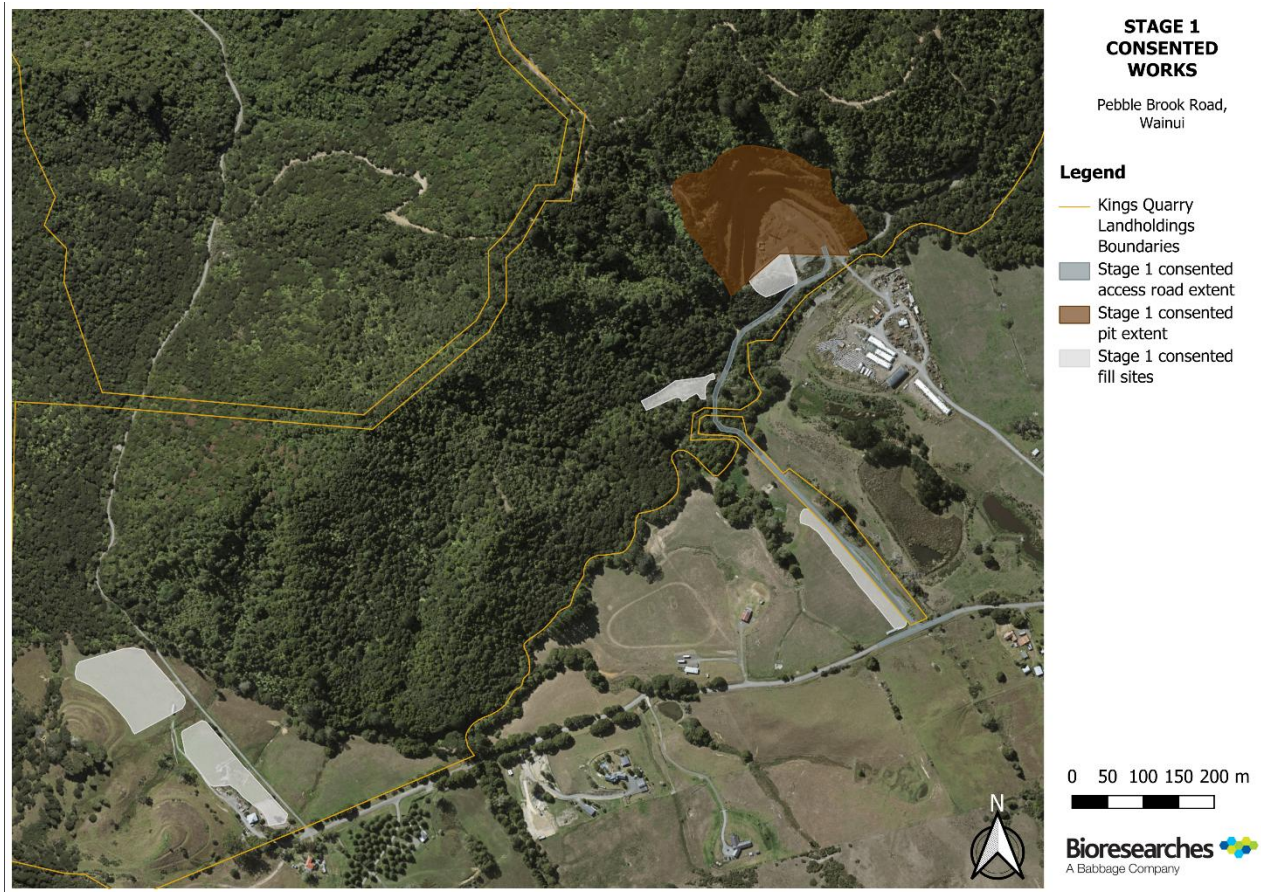 STAGE 1
CONSENTED
WORKS
Pebble Brook Road,
Wainui
Legend
Kings Quarry
Landholdings
Boundaries
Stage 1 consented
access road extent
Stage 1 consented
pit extent
Stage 1 consented
fill sites
N
0 50 100 150 200 m
Bioresearches
A Babbage Company